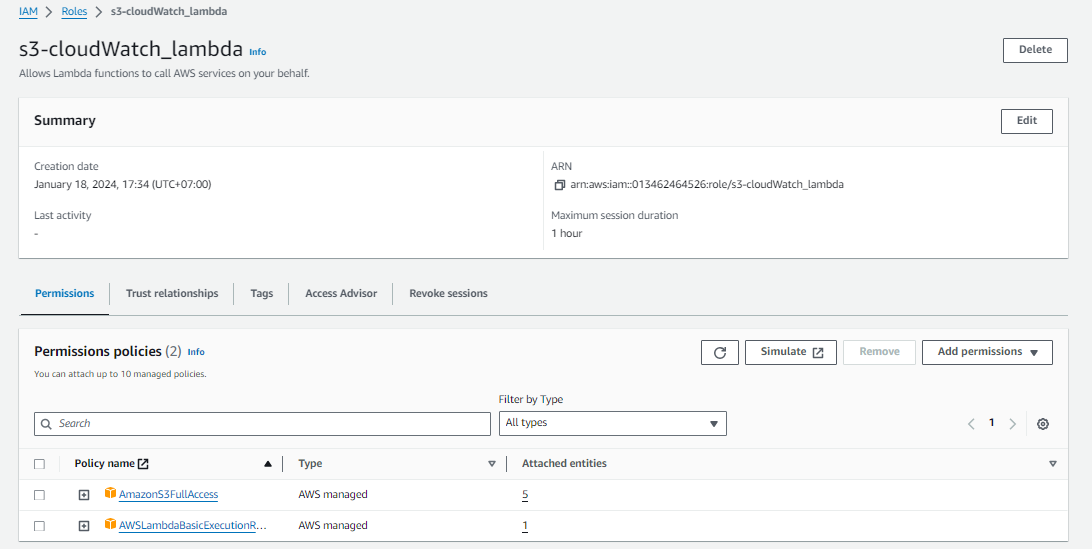 IAM > Roles > s3-cloudWatch_lambda
s3-cloudWatch_lambda Info
Delete
Allows Lambda functions to call AWS services on your behalf.
Summary
Edit
Creation date
January 18, 2024, 17:34 (UTC+07:00)
ARN
arn:aws:iam::013462464526:role/s3-cloudWatch_lambda
Last activity
-
Maximum session duration
1 hour
Permissions Trust relationships Tags Access Advisor Revoke sessions
Permissions policies (2) Info
Simulate Remove Add permissions
You can attach up to 10 managed policies.
Filter by Type
Search All types 1
Policy name Type Attached entities
AmazonS3FullAccess AWS managed 5
AWSLambdaBasicExecutionR... AWS managed 1